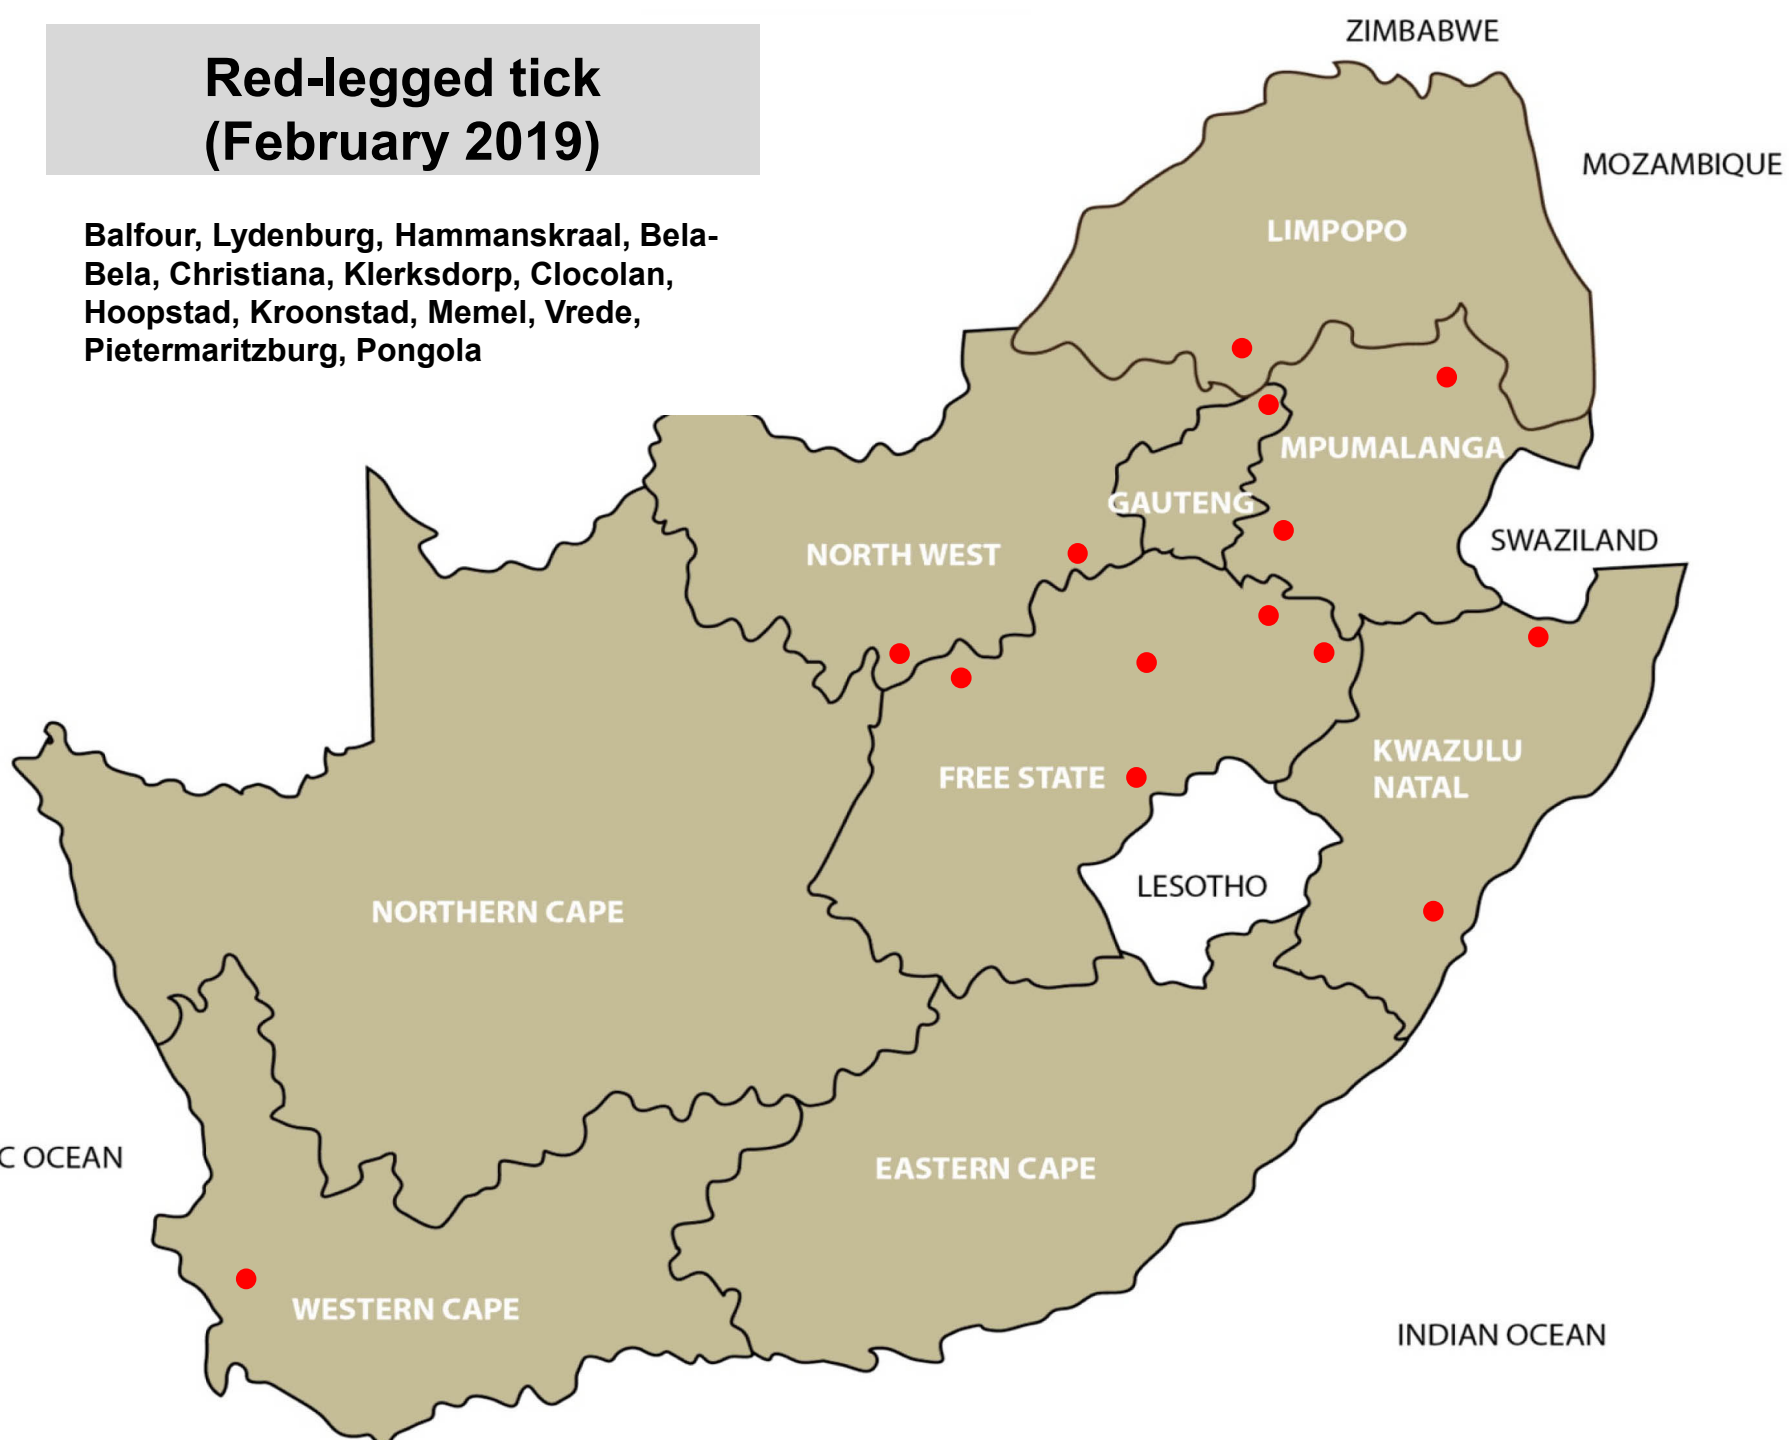 Red-legged tick
(February 2019)
Balfour, Lydenburg, Hammanskraal, Bela-
Bela, Christiana, Klerksdorp, Clocolan,
Hoopstad, Kroonstad, Memel, Vrede,
Pietermaritzburg, Pongola
ZIMBABWE
MOZAMBIQUE
LIMPOPO
MPUMALANGA
GAUTENG
SWAZILAND
NORTH WEST
KWAZULU
NATAL
FREE STATE
LESOTHO
NORTHERN CAPE
C OCEAN
EASTERN CAPE
WESTERN CAPE
INDIAN OCEAN